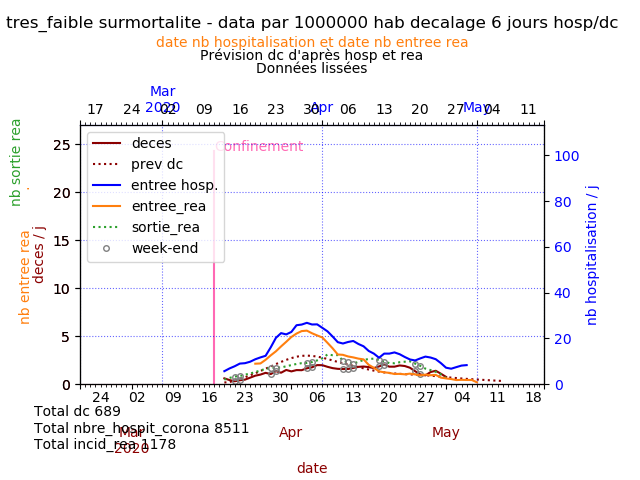 tres_faible surmortalite - data par 1000000 hab decalage 6 jours hosp/dc
date nb hospitalisation et date nb entree rea
Prévision dc d'après hosp et rea
Données lissées
Mar Apr May
2020
17 24 02 09 16 23 30 06 13 20 27 04 11
Confinement
deces
prev dc
entree hosp.
entree_rea
sortie_rea
week-end
25
20
15
10
5
0
100
80
60
40
20
0
nb sortie rea
nb entree rea
deces / j
nb hospitalisation / j
24 02 09 16 23 30 06 13 20 27 04 11 18
Total dc 689
Total nbre_hospit_corona 8511
Total incid_rea 1178
Mar Apr May
2020
date